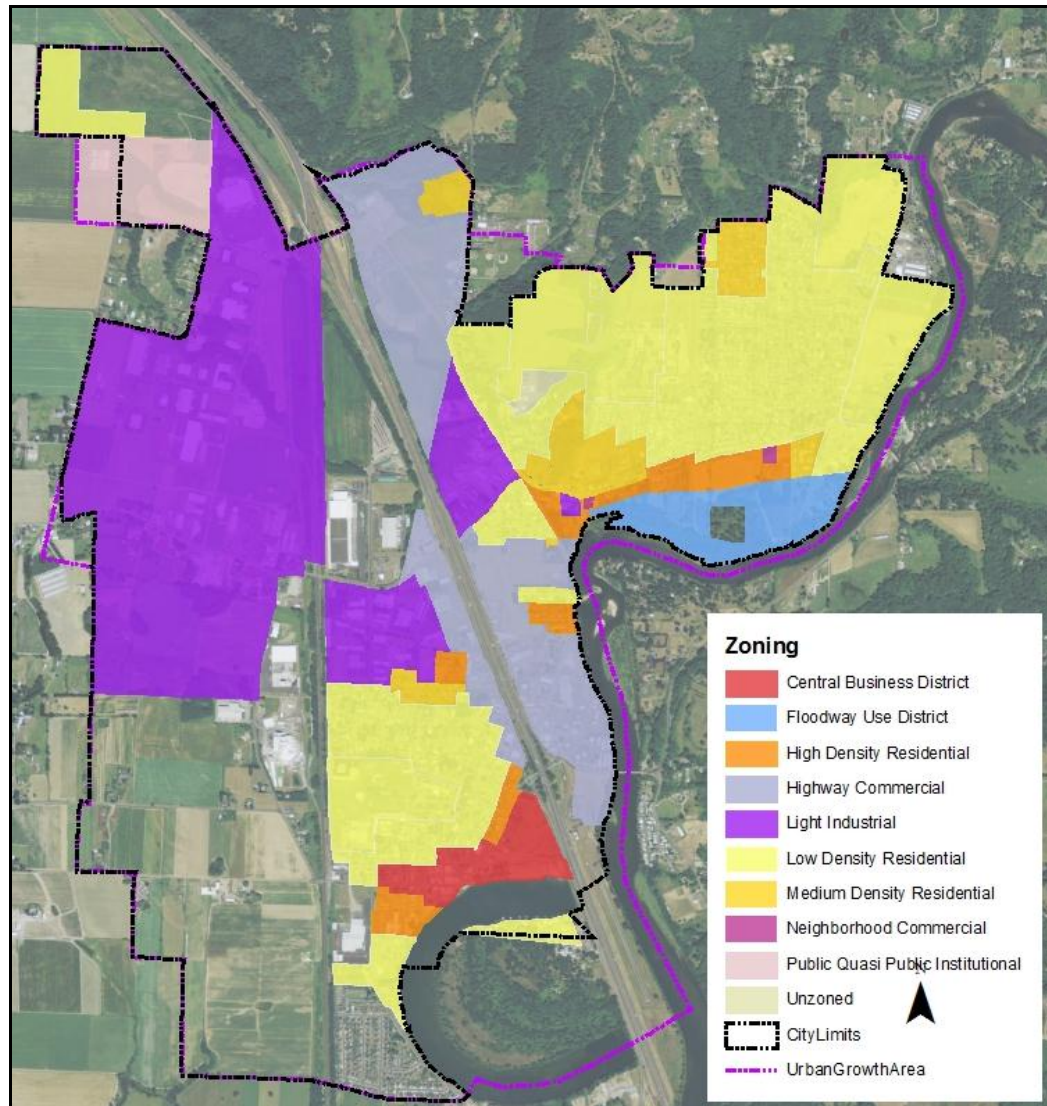 Zoning
Central Business District
Floodway Use District
High Density Residential
Highway Commercial
Light Industrial
Low Density Residential
Medium Density Residential
Neighborhood Commercial
Public Quasi Public Institutional
N
Unzoned
CityLimits
UrbanGrowthArea